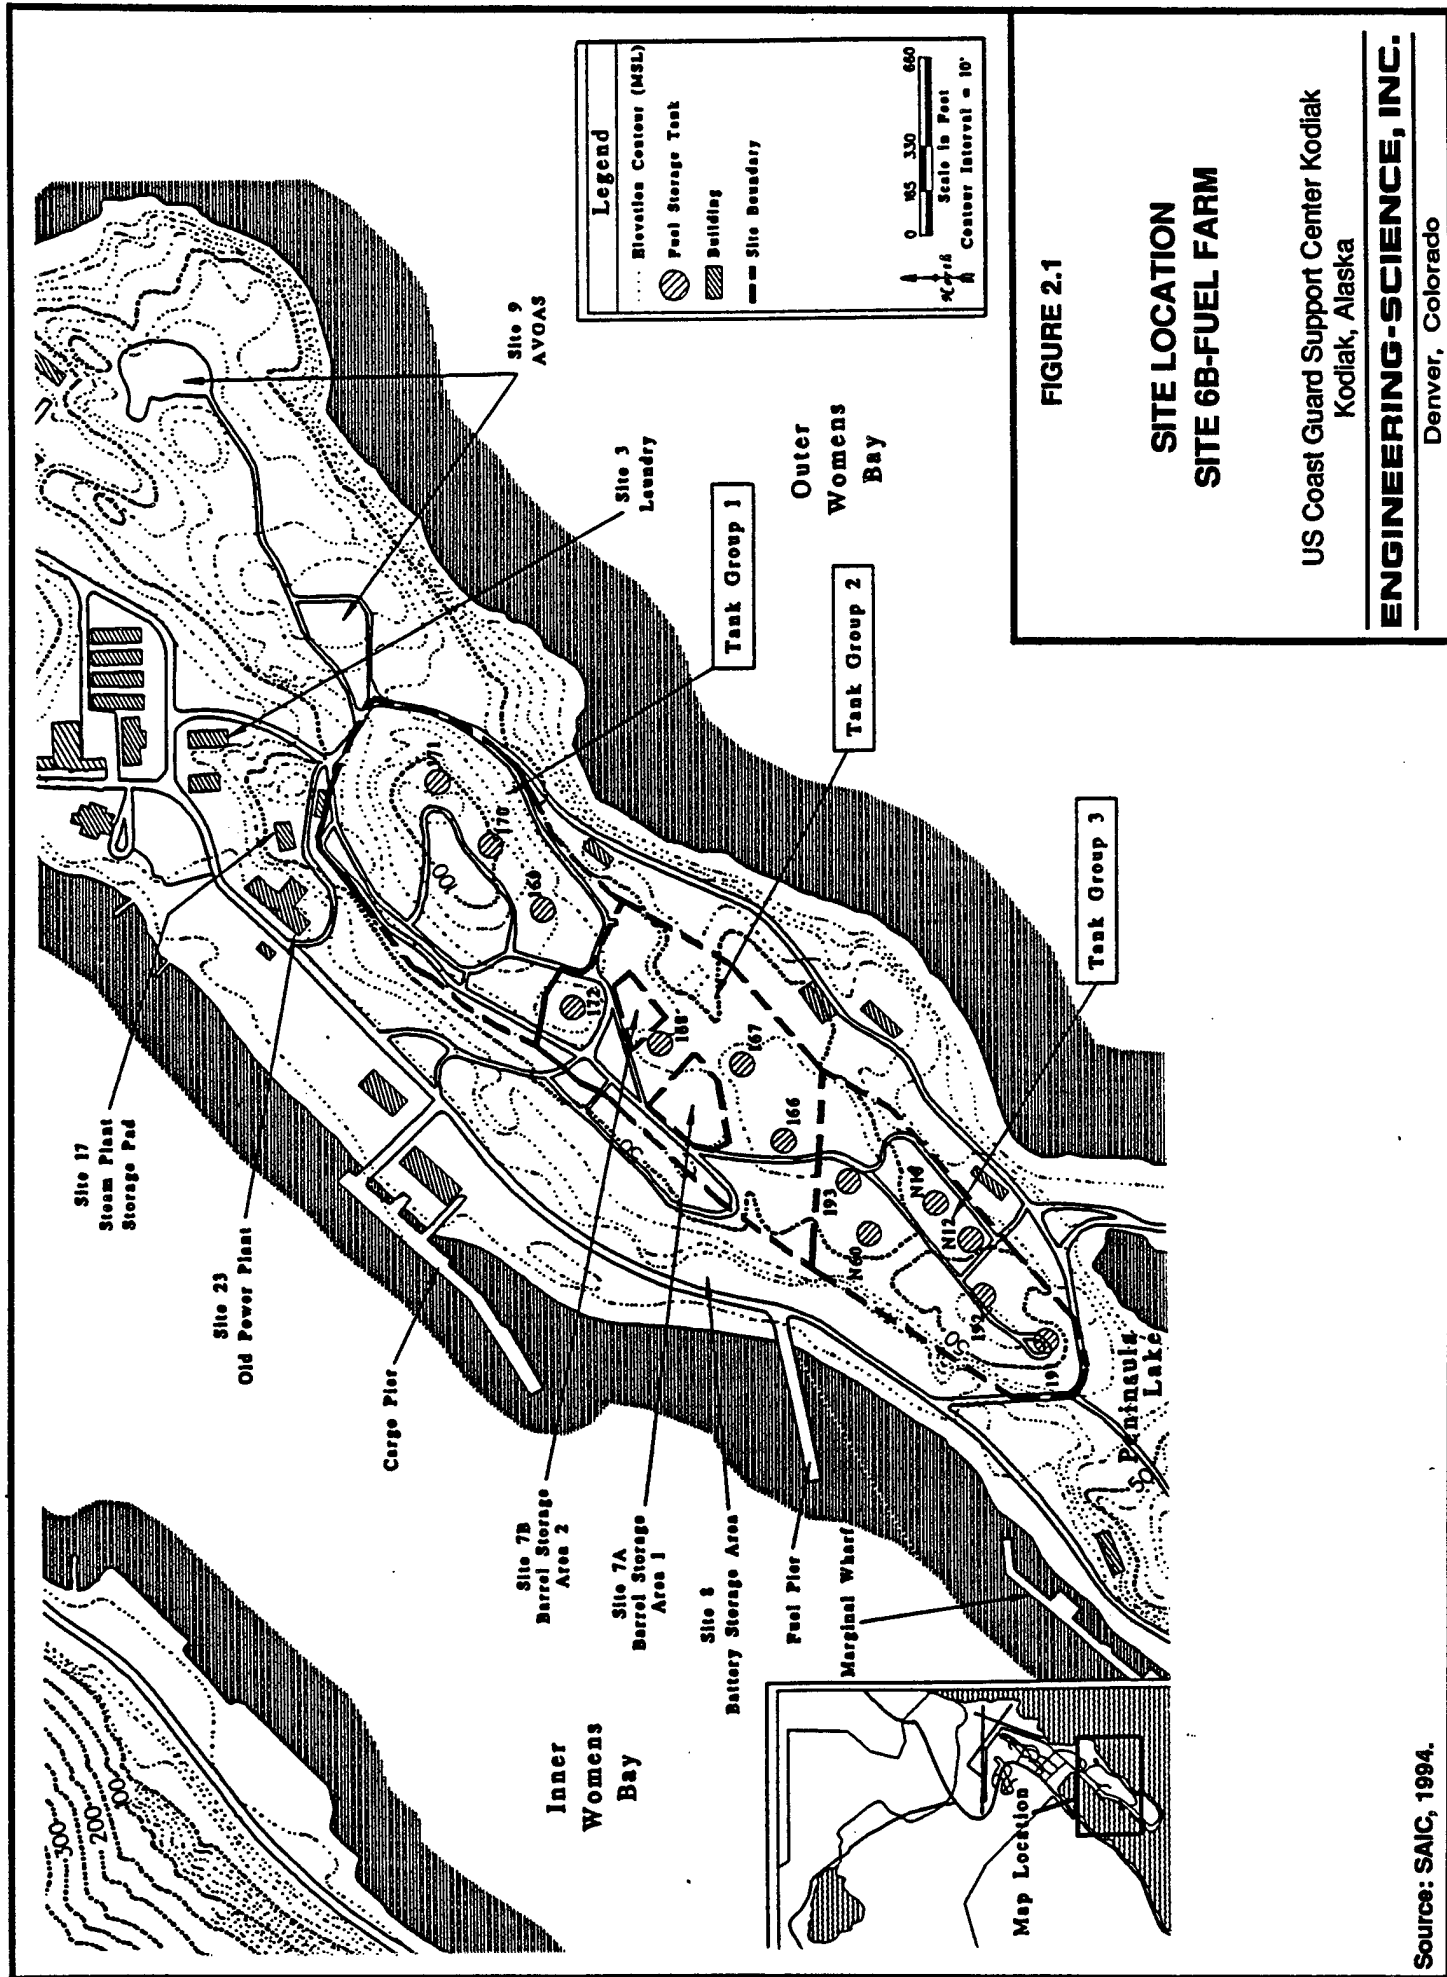 Legend
Elevation Contour (MSL)
Fuel Storage Tank
Building
Site Boundary
0 165 330 660
Scale in Feet
North
Contour Interval = 10'
Site 9
AVGAS
Site 3
Laundry
Tank Group 1
Outer
Womens
Bay
Tank Group 2
Tank Group 3
Site 17
Steam Plant
Storage Pad
Site 23
Old Power Plant
Cargo Pier
Site 7B
Barrel Storage
Area 2
Site 7A
Barrel Storage
Area 1
Site 8
Battery Storage Area
Fuel Pier
Marginal Wharf
Inner
Womens
Bay
300
200
100
100
50
50
50
171
170
169
172
168
167
166
193
N60
N14
N12
192
191
Peninsula
Lake
Map Location
FIGURE 2.1
SITE LOCATION
SITE 6B-FUEL FARM
US Coast Guard Support Center Kodiak
Kodiak, Alaska
ENGINEERING-SCIENCE, INC.
Denver, Colorado
Source: SAIC, 1994.